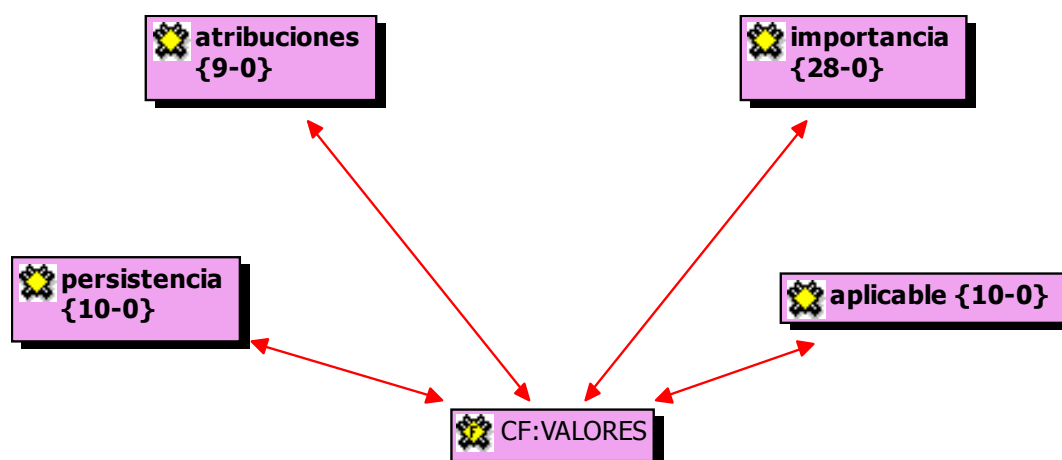 atribuciones
{9-0}
importancia
{28-0}
persistencia
{10-0}
aplicable {10-0}
CF:VALORES